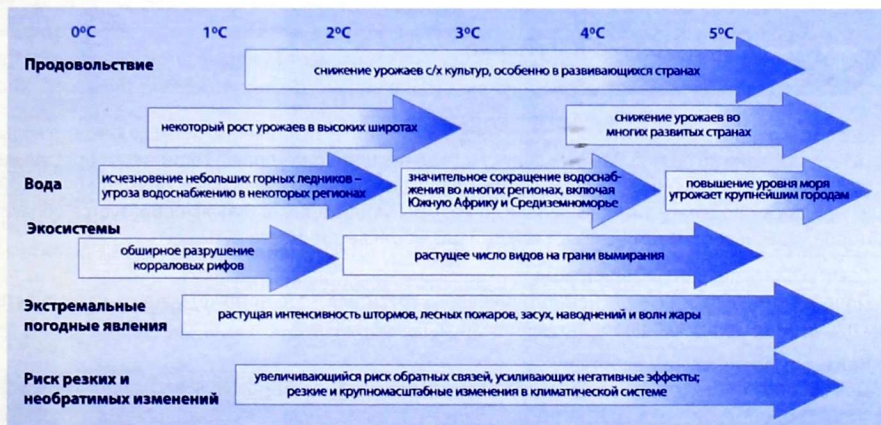 0°C 1°C 2°C 3°C 4°C 5°C
Продовольствие
снижение урожаев с/х культур, особенно в развивающихся странах
некоторый рост урожаев в высоких широтах
снижение урожаев во
многих развитых странах
Вода
исчезновение небольших горных ледников –
угроза водоснабжению в некоторых регионах
значительное сокращение водоснаб-
жения во многих регионах, включая
Южную Африку и Средиземноморье
повышение уровня моря
угрожает крупнейшим городам
Экосистемы
обширное разрушение
корраловых рифов
растущее число видов на грани вымирания
Экстремальные
погодные явления
растущая интенсивность штормов, лесных пожаров, засух, наводнений и волн жары
Риск резких и
необратимых изменений
увеличивающийся риск обратных связей, усиливающих негативные эффекты;
резкие и крупномасштабные изменения в климатической системе